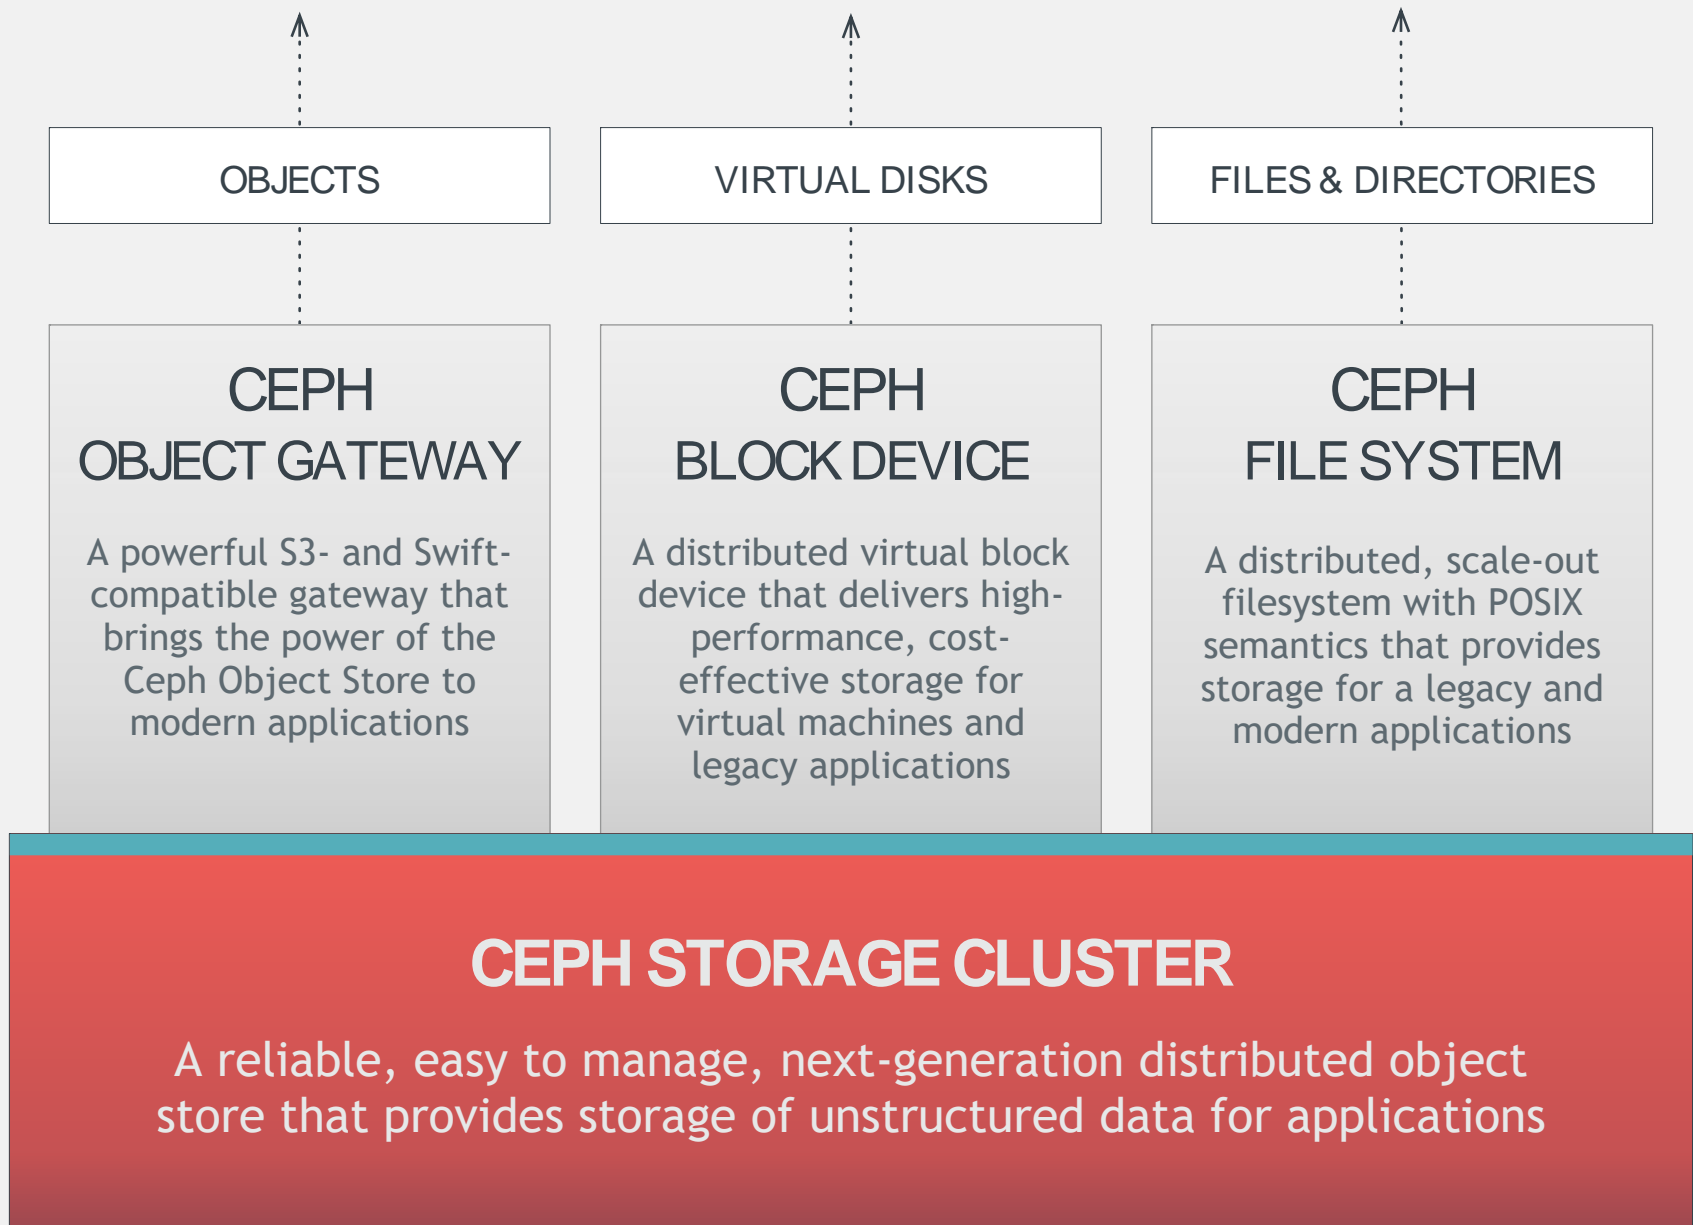 OBJECTS
VIRTUAL DISKS
FILES & DIRECTORIES
CEPH
OBJECT GATEWAY
A powerful S3- and Swift-
compatible gateway that
brings the power of the
Ceph Object Store to
modern applications
CEPH
BLOCK DEVICE
A distributed virtual block
device that delivers high-
performance, cost-
effective storage for
virtual machines and
legacy applications
CEPH
FILE SYSTEM
A distributed, scale-out
filesystem with POSIX
semantics that provides
storage for a legacy and
modern applications
CEPH STORAGE CLUSTER
A reliable, easy to manage, next-generation distributed object
store that provides storage of unstructured data for applications